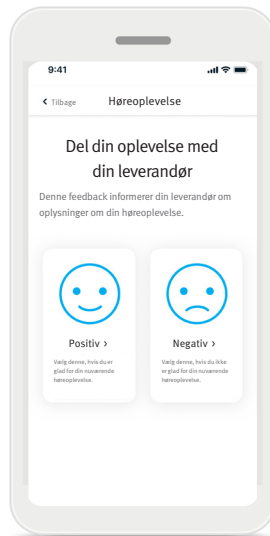 9:41
Tilbage
Høreoplevelse
Del din oplevelse med
din leverandør
Denne feedback informerer din leverandør om
oplysninger om din høreoplevelse.
Positiv ›
Negativ ›
Vælg denne, hvis du er
glad for din nuværende
høreoplevelse.
Vælg denne, hvis du ikke
er glad for din nuværende
høreoplevelse.